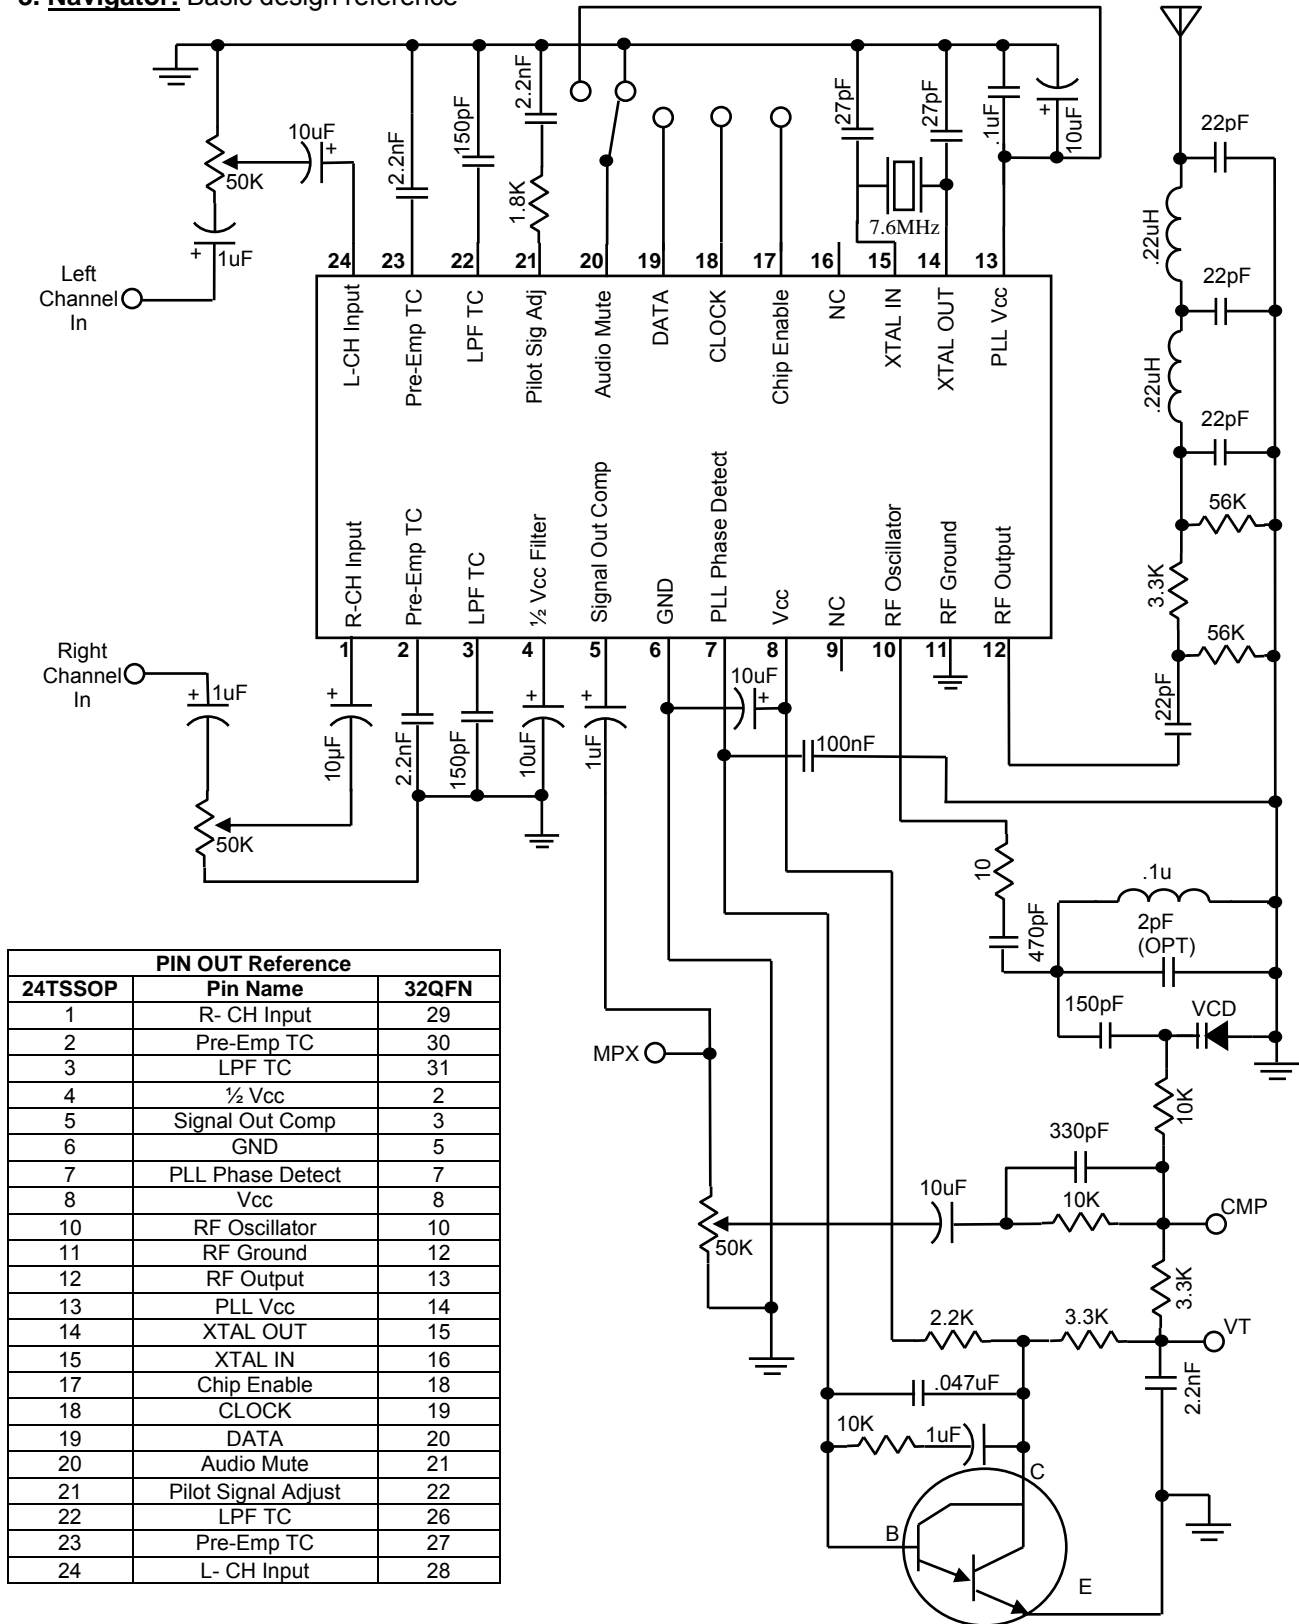 Navigator: Basic design reference
2.2nF
27pF
27pF
.1uF
10uF
22pF
10uF
+
50K
2.2nF
150pF
1.8K
+
7.6MHz
.22uH
+
1uF
Left
Channel
In
24
23
22
21
20
19
18
17
16
15
14
13
22pF
L-CH Input
Pre-Emp TC
LPF TC
Pilot Sig Adj
Audio Mute
DATA
CLOCK
Chip Enable
NC
XTAL IN
XTAL OUT
PLL Vcc
.22uH
22pF
R-CH Input
Pre-Emp TC
LPF TC
½ Vcc Filter
Signal Out Comp
GND
PLL Phase Detect
Vcc
NC
RF Oscillator
RF Ground
RF Output
56K
3.3K
56K
1
2
3
4
5
6
7
8
9
10
11
12
Right
Channel
In
+
1uF
+
10µF
2.2nF
150pF
+
10uF
+
1uF
10uF
+
100nF
22pF
50K
10
470pF
.1u
2pF
(OPT)
150pF
VCD
10K
PIN OUT Reference
24TSSOP Pin Name 32QFN
1 R- CH Input 29
2 Pre-Emp TC 30
3 LPF TC 31
4 ½ Vcc 2
5 Signal Out Comp 3
6 GND 5
7 PLL Phase Detect 7
8 Vcc 8
10 RF Oscillator 10
11 RF Ground 12
12 RF Output 13
13 PLL Vcc 14
14 XTAL OUT 15
15 XTAL IN 16
17 Chip Enable 18
18 CLOCK 19
19 DATA 20
20 Audio Mute 21
21 Pilot Signal Adjust 22
22 LPF TC 26
23 Pre-Emp TC 27
24 L- CH Input 28
MPX
330pF
10uF
10K
CMP
50K
3.3K
2.2K
3.3K
VT
.047uF
2.2nF
10K
1uF
C
B
E